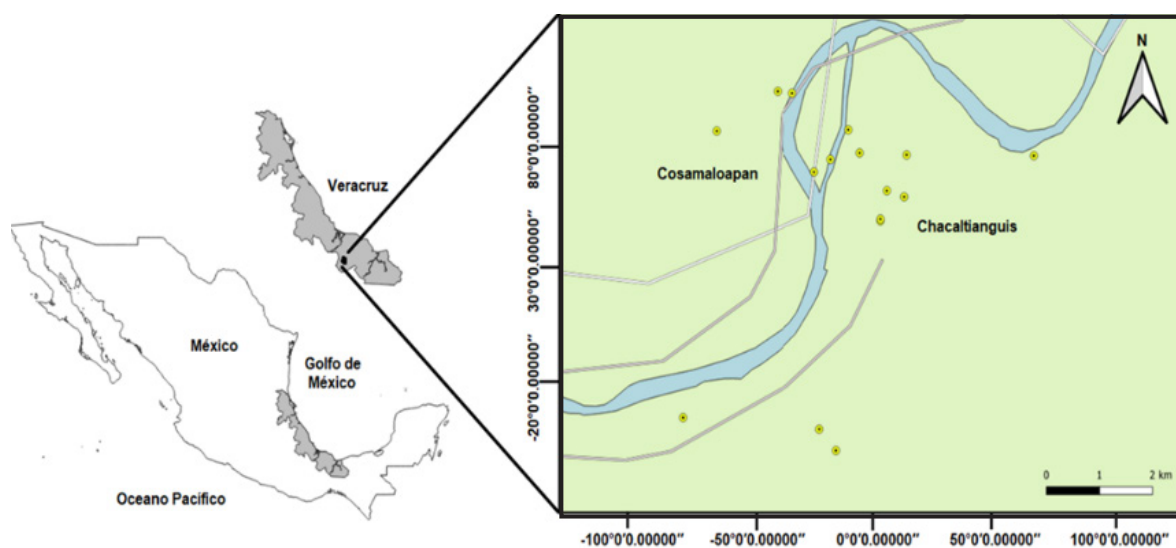 Veracruz
México
Golfo de
México
Oceano Pacífico
N
Cosamaloapan
Chacaltianguis
0 1 2 km
80°0'0.00000"
30°0'0.00000"
-20°0'0.00000"
-100°0'0.00000" -50°0'0.00000" 0°0'0.00000" 50°0'0.00000" 100°0'0.00000"